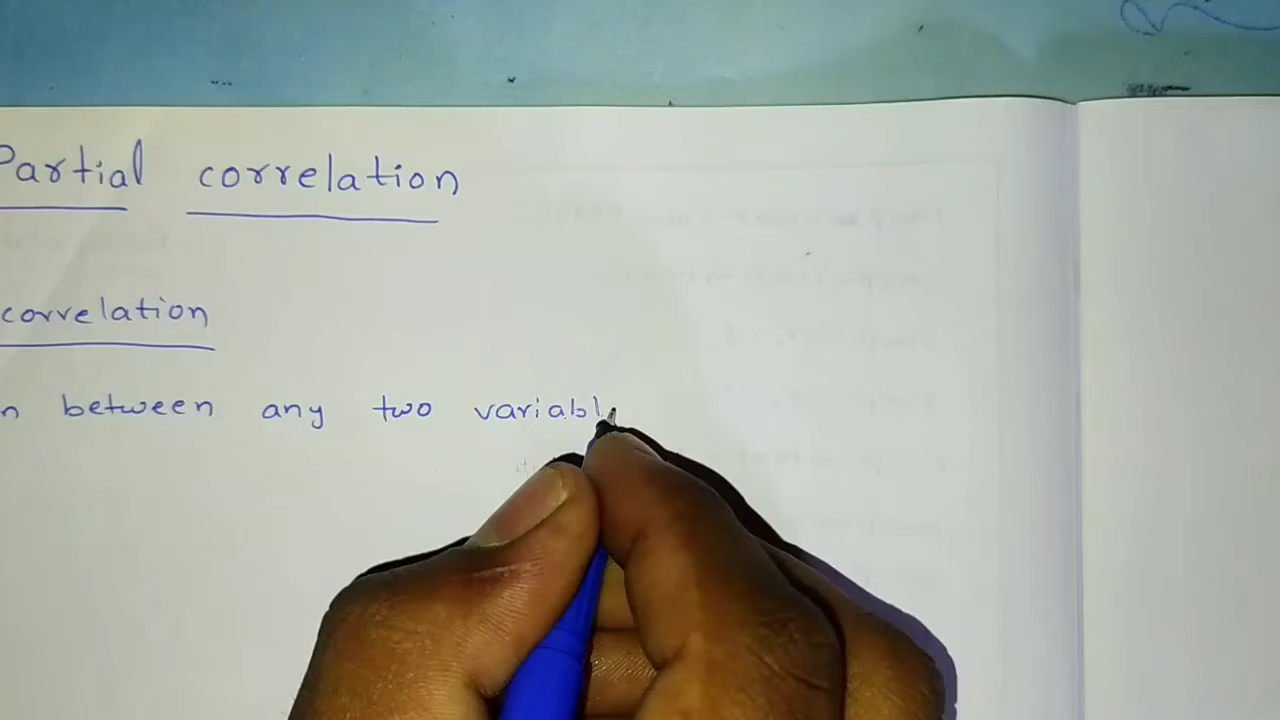 Partial correlation
correlation
n between any two variabl